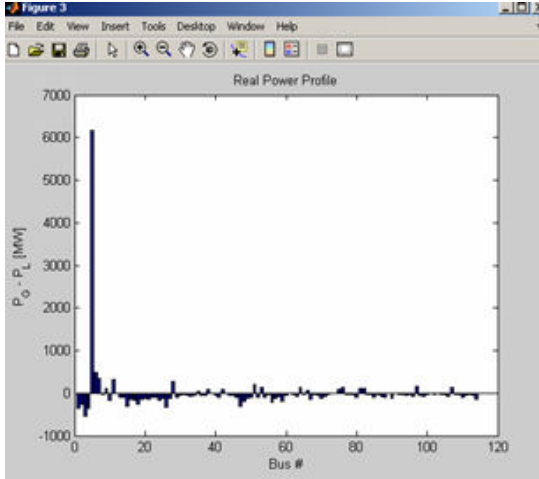 Figure 3
File Edit View Insert Tools Desktop Window Help
Real Power Profile
7000
6000
5000
4000
3000
2000
1000
0
-1000
P_G - P_L [MW]
0 20 40 60 80 100 120
Bus #